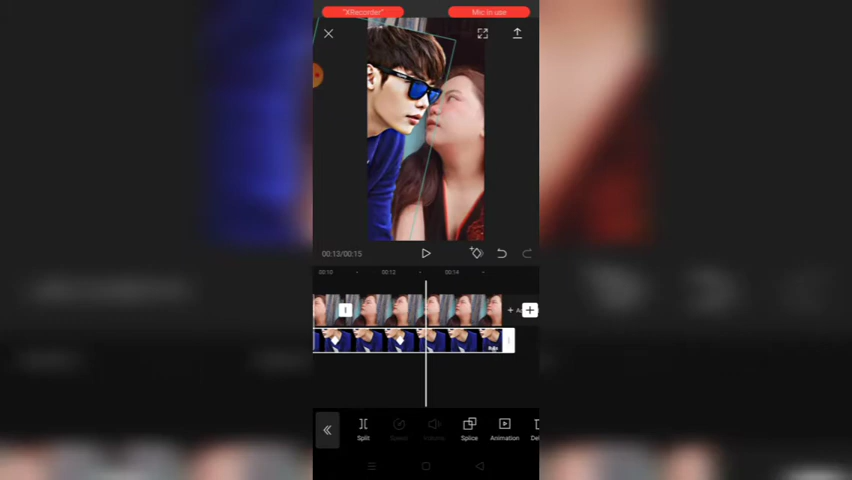 "XRecorder"
Mic in use
00:13/00:15
00:10
00:12
00:14
Split
Splice
Animation